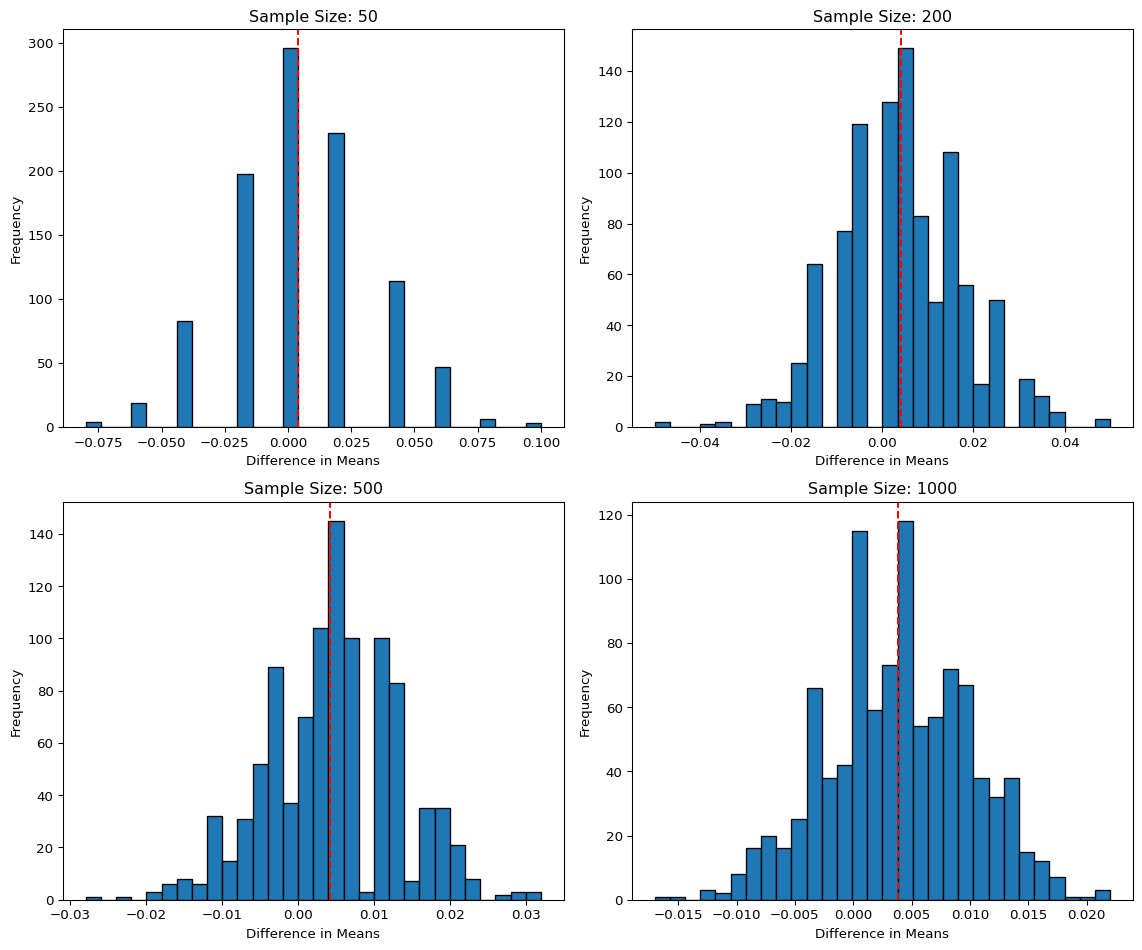 Sample Size: 50
300
250
200
150
100
50
0
Frequency
−0.075 −0.050 −0.025 0.000 0.025 0.050 0.075 0.100
Difference in Means
Sample Size: 200
140
120
100
80
60
40
20
0
Frequency
−0.04 −0.02 0.00 0.02 0.04
Difference in Means
Sample Size: 500
140
120
100
80
60
40
20
0
Frequency
−0.03 −0.02 −0.01 0.00 0.01 0.02 0.03
Difference in Means
Sample Size: 1000
120
100
80
60
40
20
0
Frequency
−0.015 −0.010 −0.005 0.000 0.005 0.010 0.015 0.020
Difference in Means